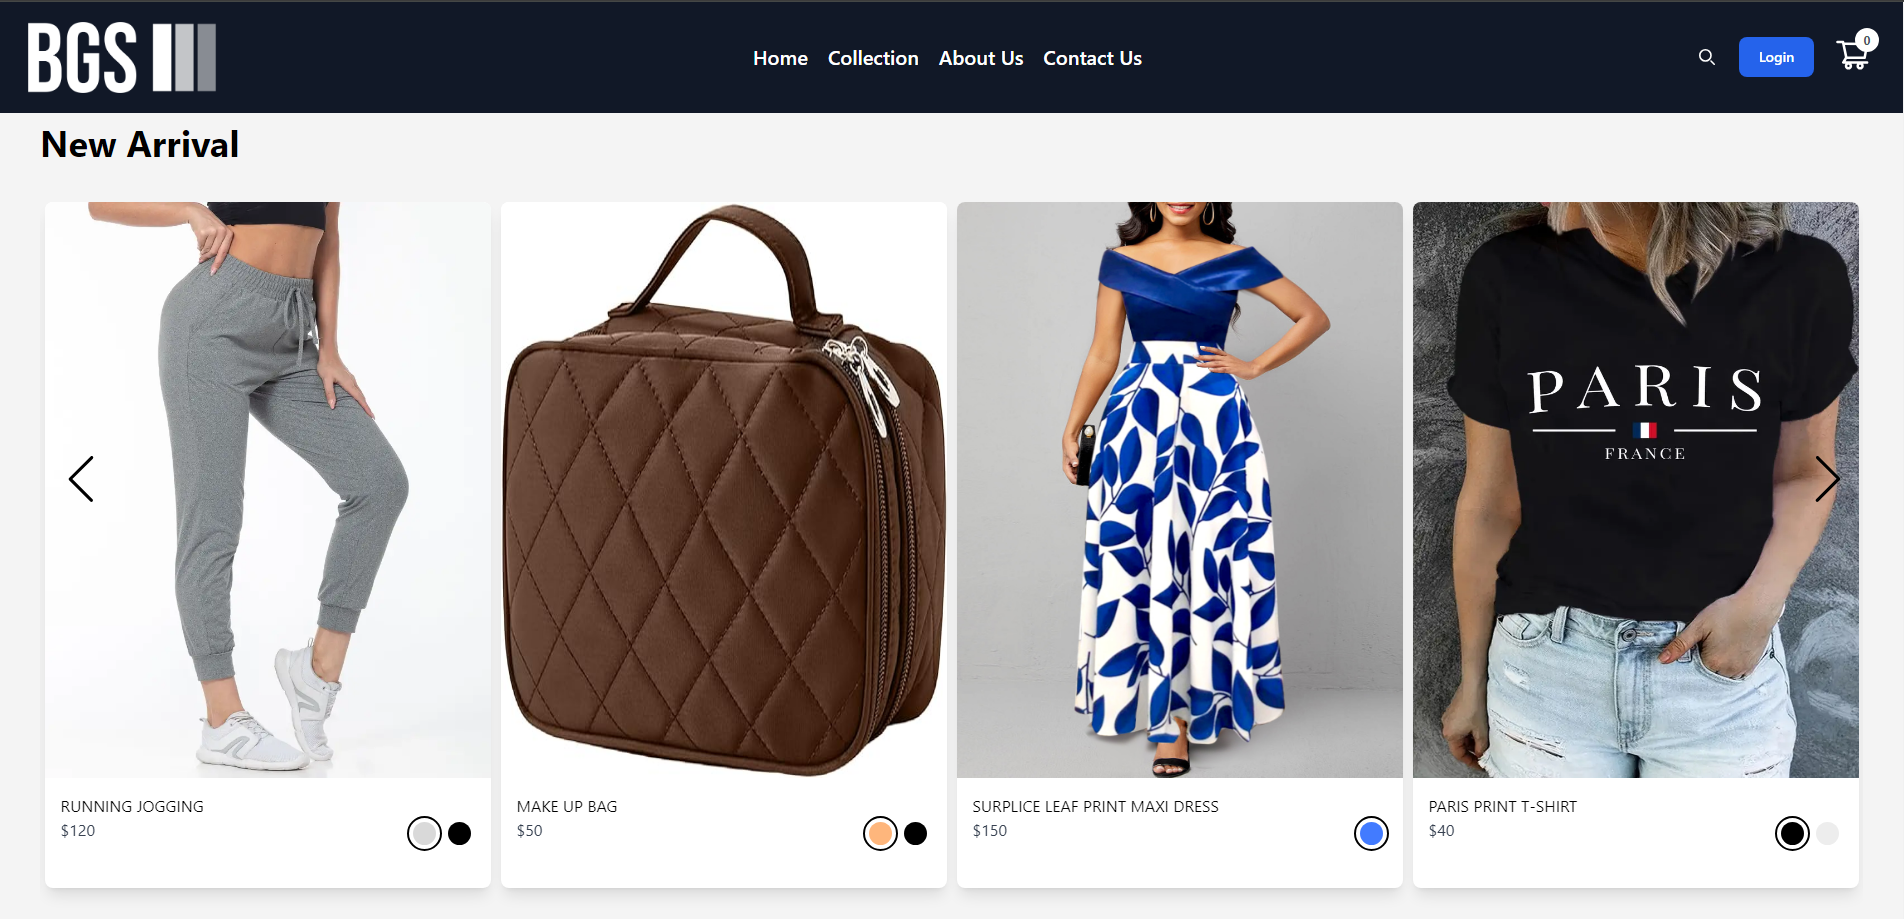 BGS
Home Collection About Us Contact Us
Login
0
New Arrival
PARIS
FRANCE
RUNNING JOGGING
$120
MAKE UP BAG
$50
SURPLICE LEAF PRINT MAXI DRESS
$150
PARIS PRINT T-SHIRT
$40